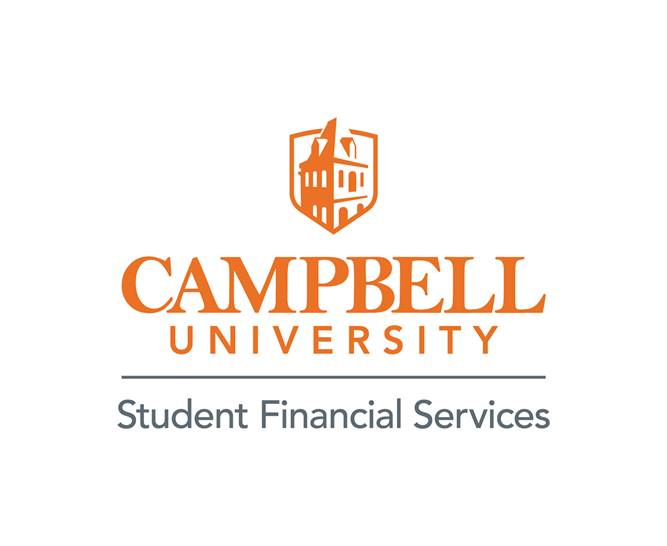 CAMPBELL
UNIVERSITY
Student Financial Services